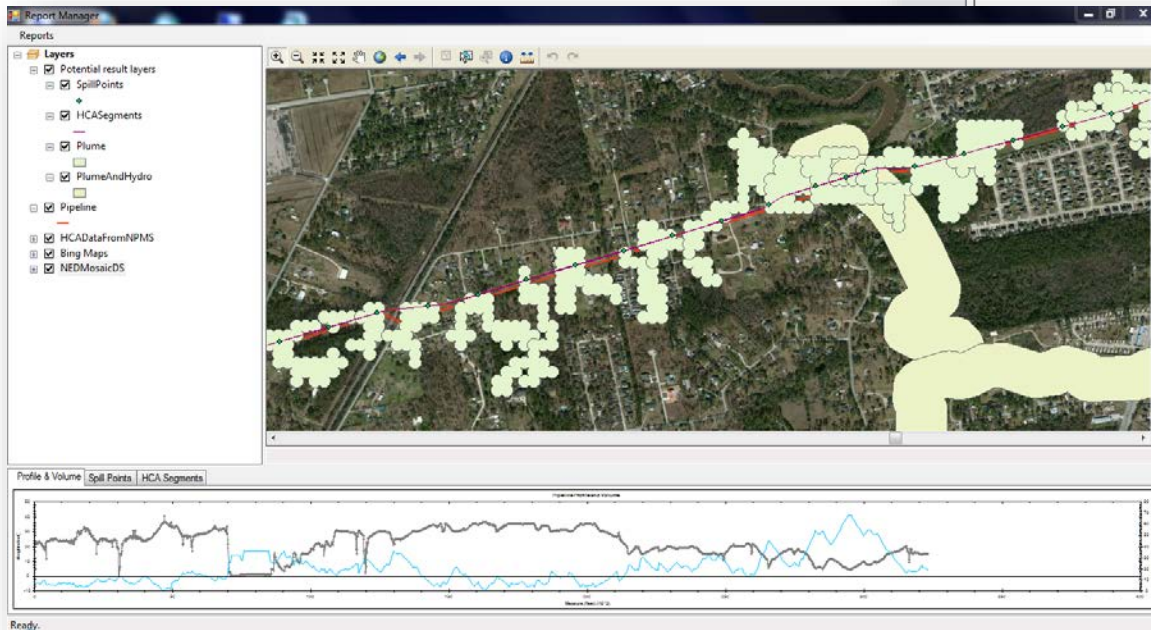 Report Manager
Reports
Layers
Potential result layers
SpillPoints
HCASegments
Plume
PlumeAndHydro
Pipeline
HCADataFromNPMS
Bing Maps
NEDMosaicDS
Profile & Volume
Spill Points
HCA Segments
Ready.